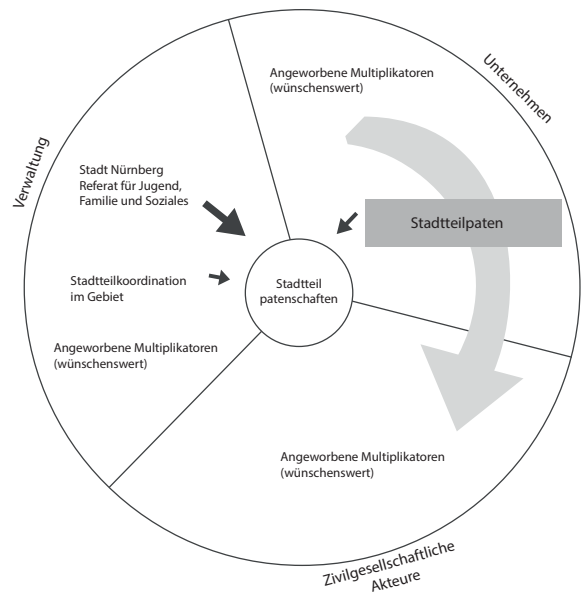 Unternehmen
Angeworbene Multiplikatoren
(wünschenswert)
Verwaltung
Stadt Nürnberg
Referat für Jugend,
Familie und Soziales
Stadtteilpaten
Stadtteilkoordination
im Gebiet
Stadtteil
patenschaften
Angeworbene Multiplikatoren
(wünschenswert)
Angeworbene Multiplikatoren
(wünschenswert)
Zivilgesellschaftliche
Akteure